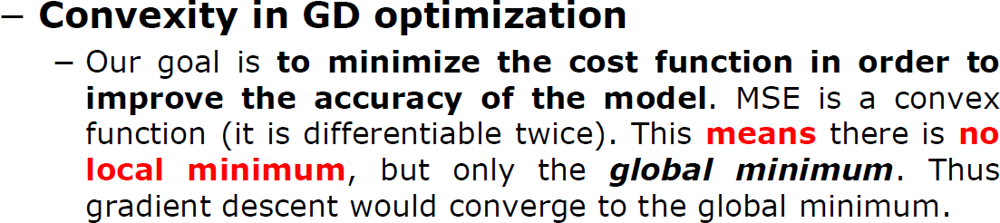 – Convexity in GD optimization
– Our goal is to minimize the cost function in order to
improve the accuracy of the model. MSE is a convex
function (it is differentiable twice). This means there is no
local minimum, but only the global minimum. Thus
gradient descent would converge to the global minimum.